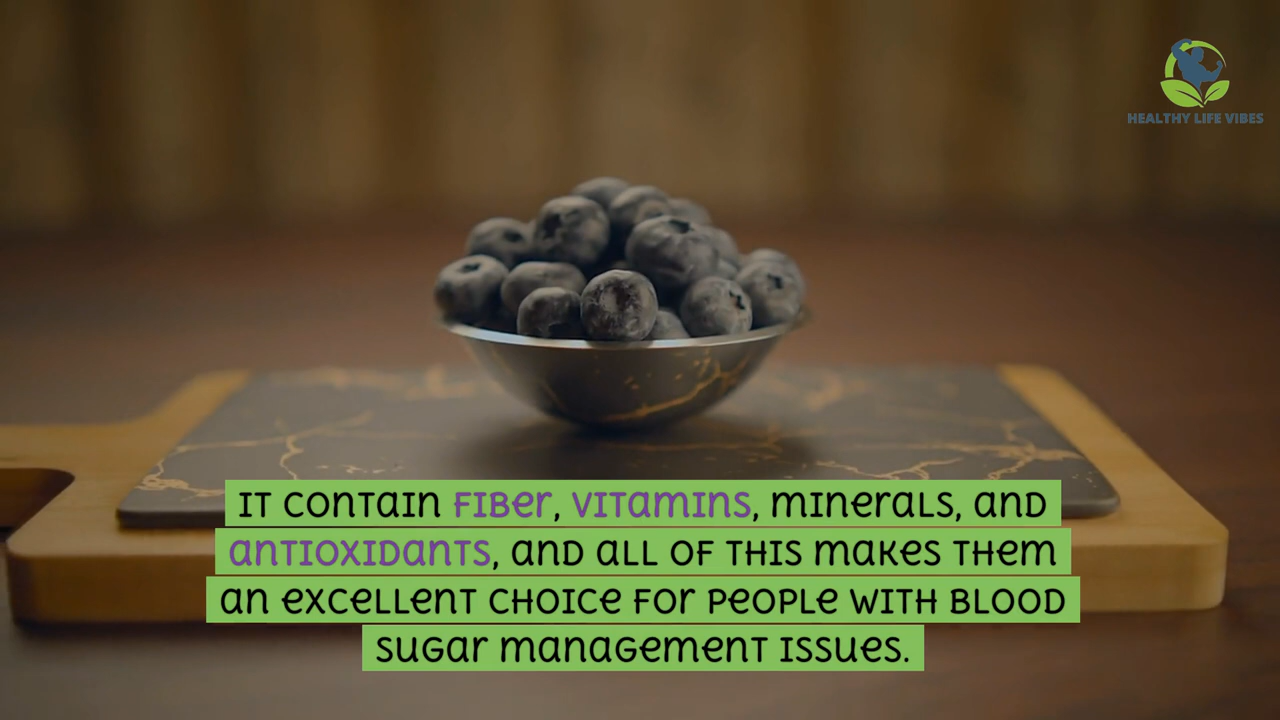 HEALTHY LIFE VIBES
IT contain Fiber, vitamins, minerals, and
antioxidants, and all of this makes them
an excellent choice for people with blood
sugar management issues.